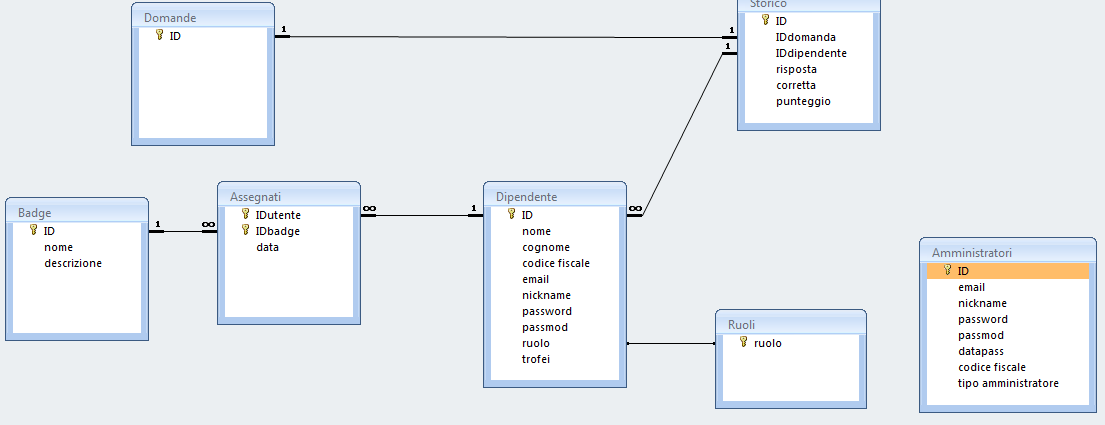 Domande
ID
1
1
1
Storico
ID
IDdomanda
IDdipendente
risposta
corretta
punteggio
Badge
ID
nome
descrizione
1
∞
Assegnati
IDutente
IDbadge
data
∞
1
Dipendente
ID
nome
cognome
codice fiscale
email
nickname
password
passmod
ruolo
trofei
∞
Ruoli
ruolo
Amministratori
ID
email
nickname
password
passmod
datapass
codice fiscale
tipo amministratore